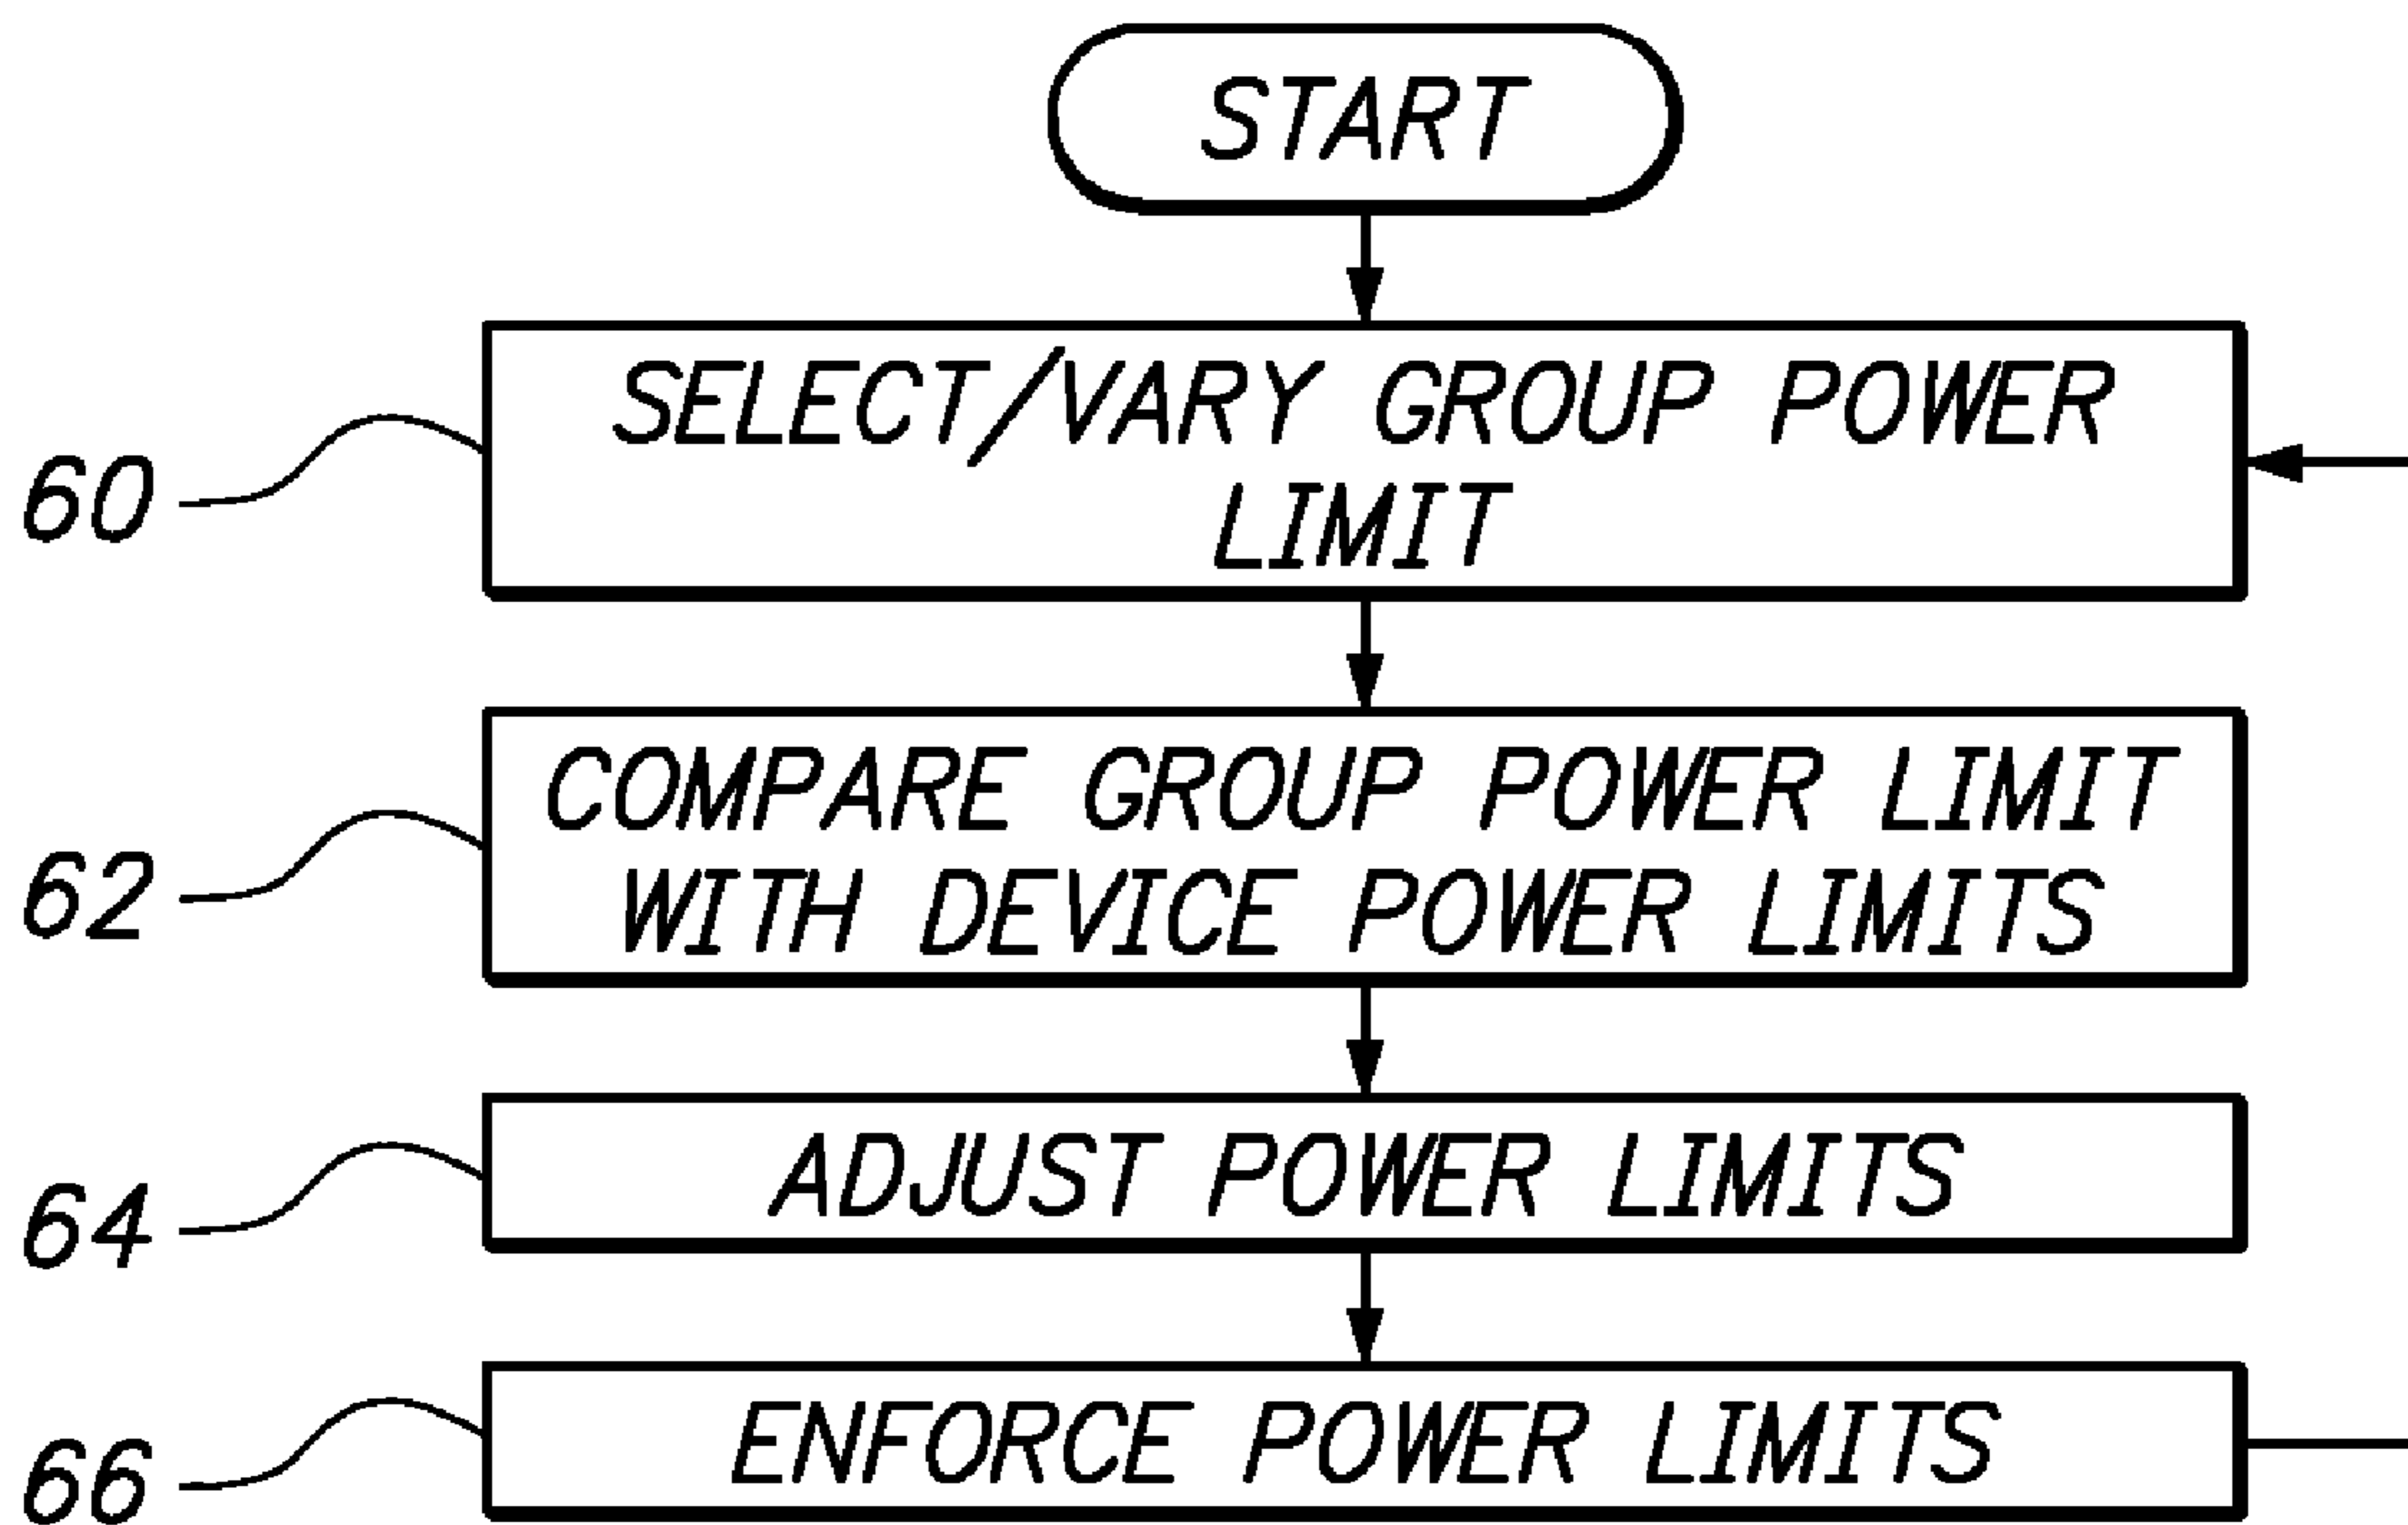 START
SELECT/VARY GROUP POWER
LIMIT
60
COMPARE GROUP POWER LIMIT
WITH DEVICE POWER LIMITS
62
ADJUST POWER LIMITS
64
ENFORCE POWER LIMITS
66